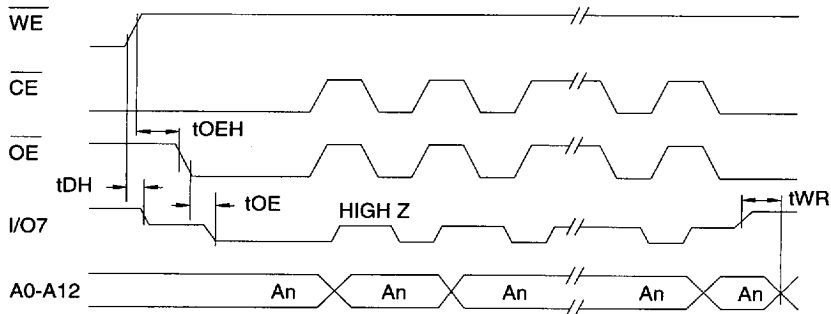 WE
CE
tOEH
OE
tDH
tOE
tWR
I/O7
HIGH Z
A0-A12 An An An An An